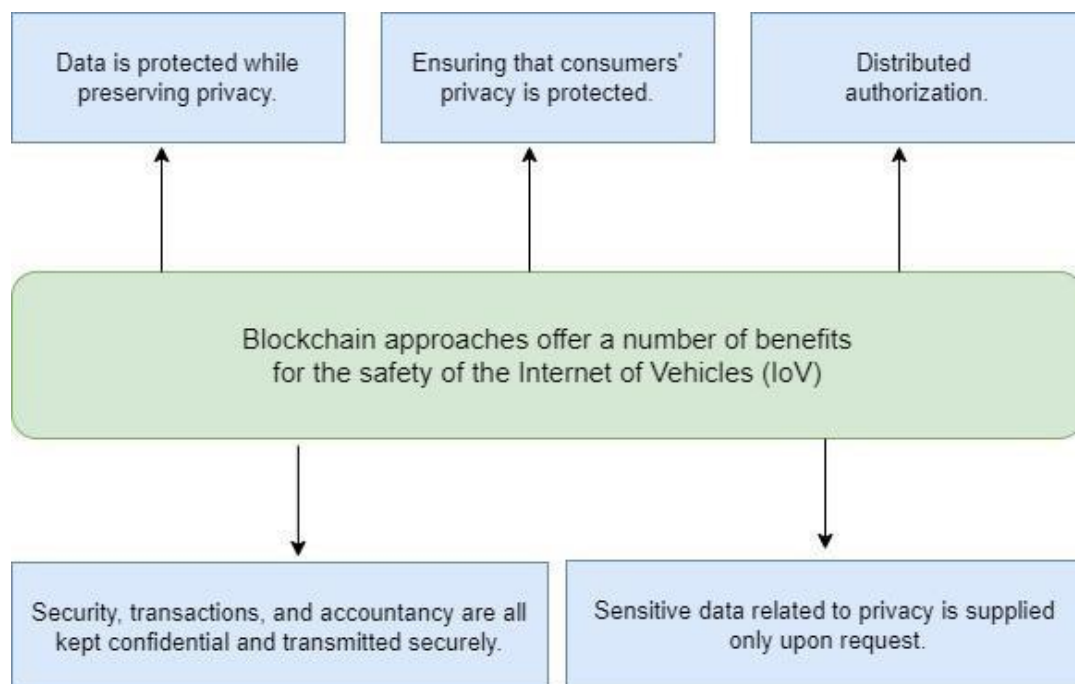 Data is protected while
preserving privacy.
Ensuring that consumers'
privacy is protected.
Distributed
authorization.
Blockchain approaches offer a number of benefits
for the safety of the Internet of Vehicles (IoV)
Security, transactions, and accountancy are all
kept confidential and transmitted securely.
Sensitive data related to privacy is supplied
only upon request.